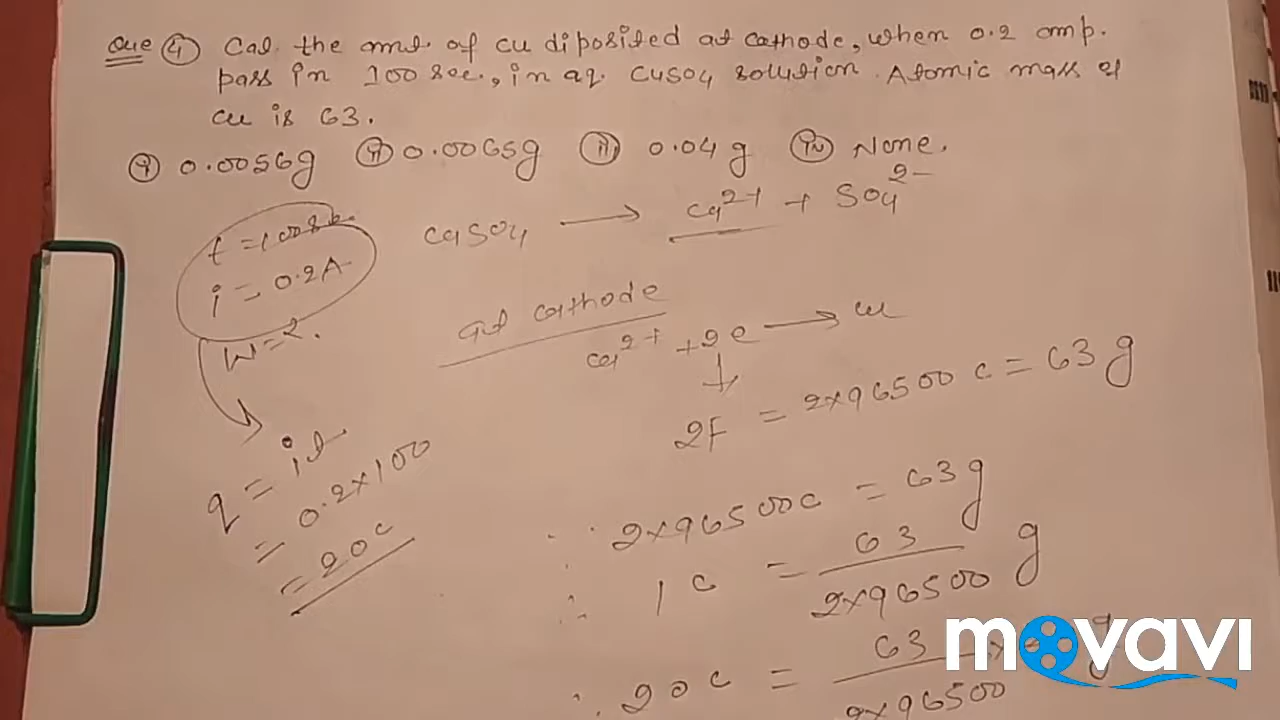 Que ④ Cal. the amt. of cu diposited at cathode, when 0.2 amp.
pass in 100 sec., in aq. CuSO4 solution. Atomic mass of
cu is 63.
(i) 0.0056g (ii) 0.0065g (iii) 0.04 g (iv) None.
CuSO4 → Cu2+ + SO4 2-
t = 100 sec.
i = 0.2A
w = ?
at cathode
Cu2+ + 2e → cu
2F = 2×96500 c = 63 g
q = it
= 0.2×100
= 20 c
∴ 2×96500c = 63g
∴ 1 c = 63 / 2×96500 g
∴ 20 c = 63 / 2×96500 × g
movavi